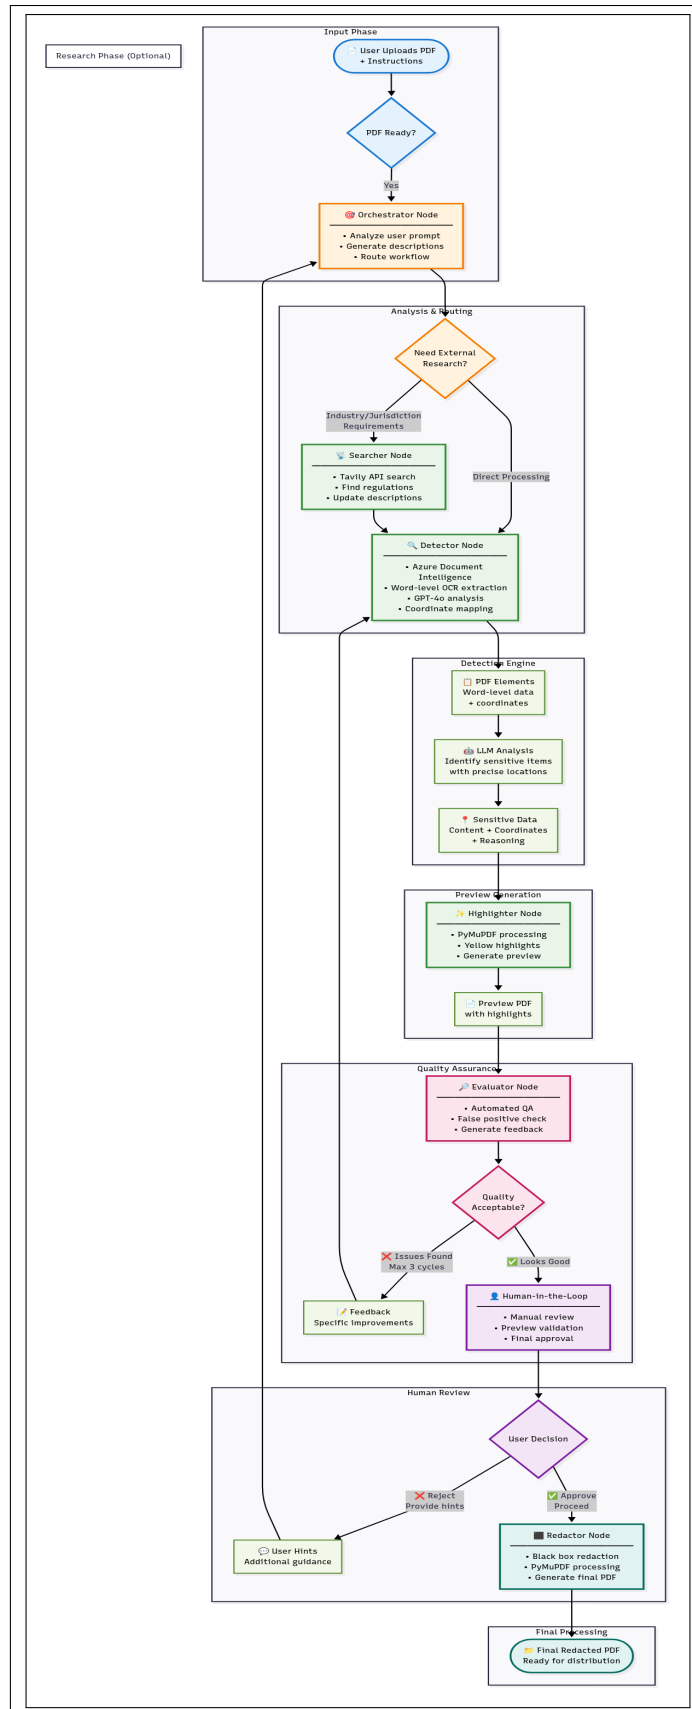 Input Phase
Research Phase (Optional)
📄 User Uploads PDF
+ Instructions
PDF Ready?
Yes
🎯 Orchestrator Node
• Analyze user prompt
• Generate descriptions
• Route workflow
Analysis & Routing
Need External
Research?
Industry/Jurisdiction
Requirements
📡 Searcher Node
• Tavily API search
• Find regulations
• Update descriptions
Direct Processing
🔍 Detector Node
• Azure Document
Intelligence
• Word-level OCR extraction
• GPT-4o analysis
• Coordinate mapping
Detection Engine
📋 PDF Elements
Word-level data
+ coordinates
🤖 LLM Analysis
Identify sensitive items
with precise locations
📍 Sensitive Data
Content + Coordinates
+ Reasoning
Preview Generation
✨ Highlighter Node
• PyMuPDF processing
• Yellow highlights
• Generate preview
📄 Preview PDF
with highlights
Quality Assurance
🔎 Evaluator Node
• Automated QA
• False positive check
• Generate feedback
Quality
Acceptable?
❌ Issues Found
Max 3 cycles
✅ Looks Good
📝 Feedback
Specific improvements
👤 Human-in-the-Loop
• Manual review
• Preview validation
• Final approval
Human Review
User Decision
❌ Reject
Provide hints
✅ Approve
Proceed
💬 User Hints
Additional guidance
⬛ Redactor Node
• Black box redaction
• PyMuPDF processing
• Generate final PDF
Final Processing
📁 Final Redacted PDF
Ready for distribution